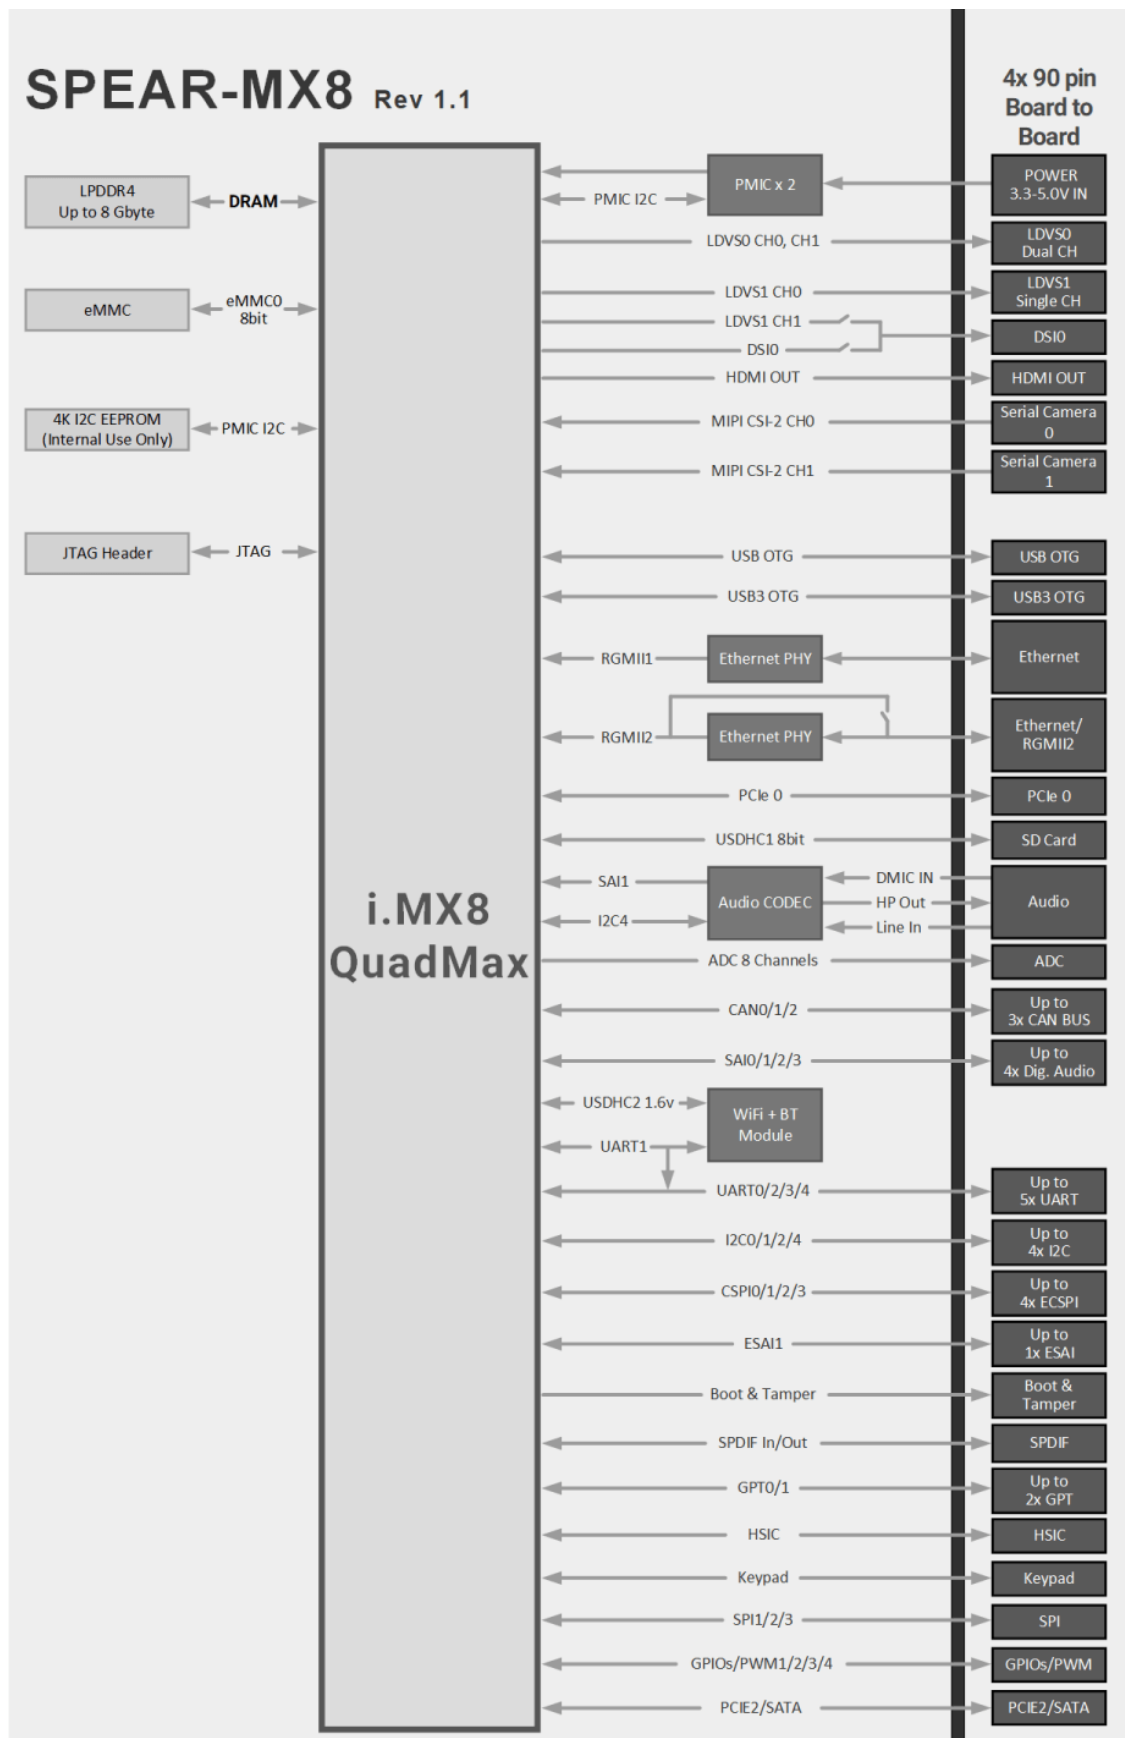 SPEAR-MX8 Rev 1.1
4x 90 pin
Board to
Board
LPDDR4
Up to 8 Gbyte
DRAM
eMMC
eMMC0
8bit
4K I2C EEPROM
(Internal Use Only)
PMIC I2C
JTAG Header
JTAG
i.MX8
QuadMax
PMIC I2C
PMIC x 2
POWER
3.3-5.0V IN
LDVS0 CH0, CH1
LDVS0
Dual CH
LDVS1 CH0
LDVS1
Single CH
LDVS1 CH1
DSI0
DSI0
HDMI OUT
HDMI OUT
MIPI CSI-2 CH0
Serial Camera
0
MIPI CSI-2 CH1
Serial Camera
1
USB OTG
USB OTG
USB3 OTG
USB3 OTG
RGMII1
Ethernet PHY
Ethernet
RGMII2
Ethernet PHY
Ethernet/
RGMII2
PCIe 0
PCIe 0
USDHC1 8bit
SD Card
SAI1
I2C4
Audio CODEC
DMIC IN
HP Out
Line In
Audio
ADC 8 Channels
ADC
CAN0/1/2
Up to
3x CAN BUS
SAI0/1/2/3
Up to
4x Dig. Audio
USDHC2 1.6v
UART1
WiFi + BT
Module
UART0/2/3/4
Up to
5x UART
I2C0/1/2/4
Up to
4x I2C
CSPI0/1/2/3
Up to
4x ECSPI
ESAI1
Up to
1x ESAI
Boot & Tamper
Boot &
Tamper
SPDIF In/Out
SPDIF
GPT0/1
Up to
2x GPT
HSIC
HSIC
Keypad
Keypad
SPI1/2/3
SPI
GPIOs/PWM1/2/3/4
GPIOs/PWM
PCIE2/SATA
PCIE2/SATA